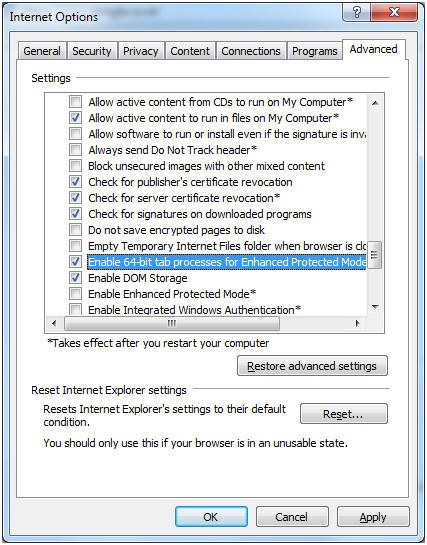 Internet Options
General Security Privacy Content Connections Programs Advanced
Settings
Allow active content from CDs to run on My Computer*
Allow active content to run in files on My Computer*
Allow software to run or install even if the signature is inva
Always send Do Not Track header*
Block unsecured images with other mixed content
Check for publisher's certificate revocation
Check for server certificate revocation*
Check for signatures on downloaded programs
Do not save encrypted pages to disk
Empty Temporary Internet Files folder when browser is clo
Enable 64-bit tab processes for Enhanced Protected Mode
Enable DOM Storage
Enable Enhanced Protected Mode*
Enable Integrated Windows Authentication*
*Takes effect after you restart your computer
Restore advanced settings
Reset Internet Explorer settings
Resets Internet Explorer's settings to their default
condition.
Reset...
You should only use this if your browser is in an unusable state.
OK Cancel Apply